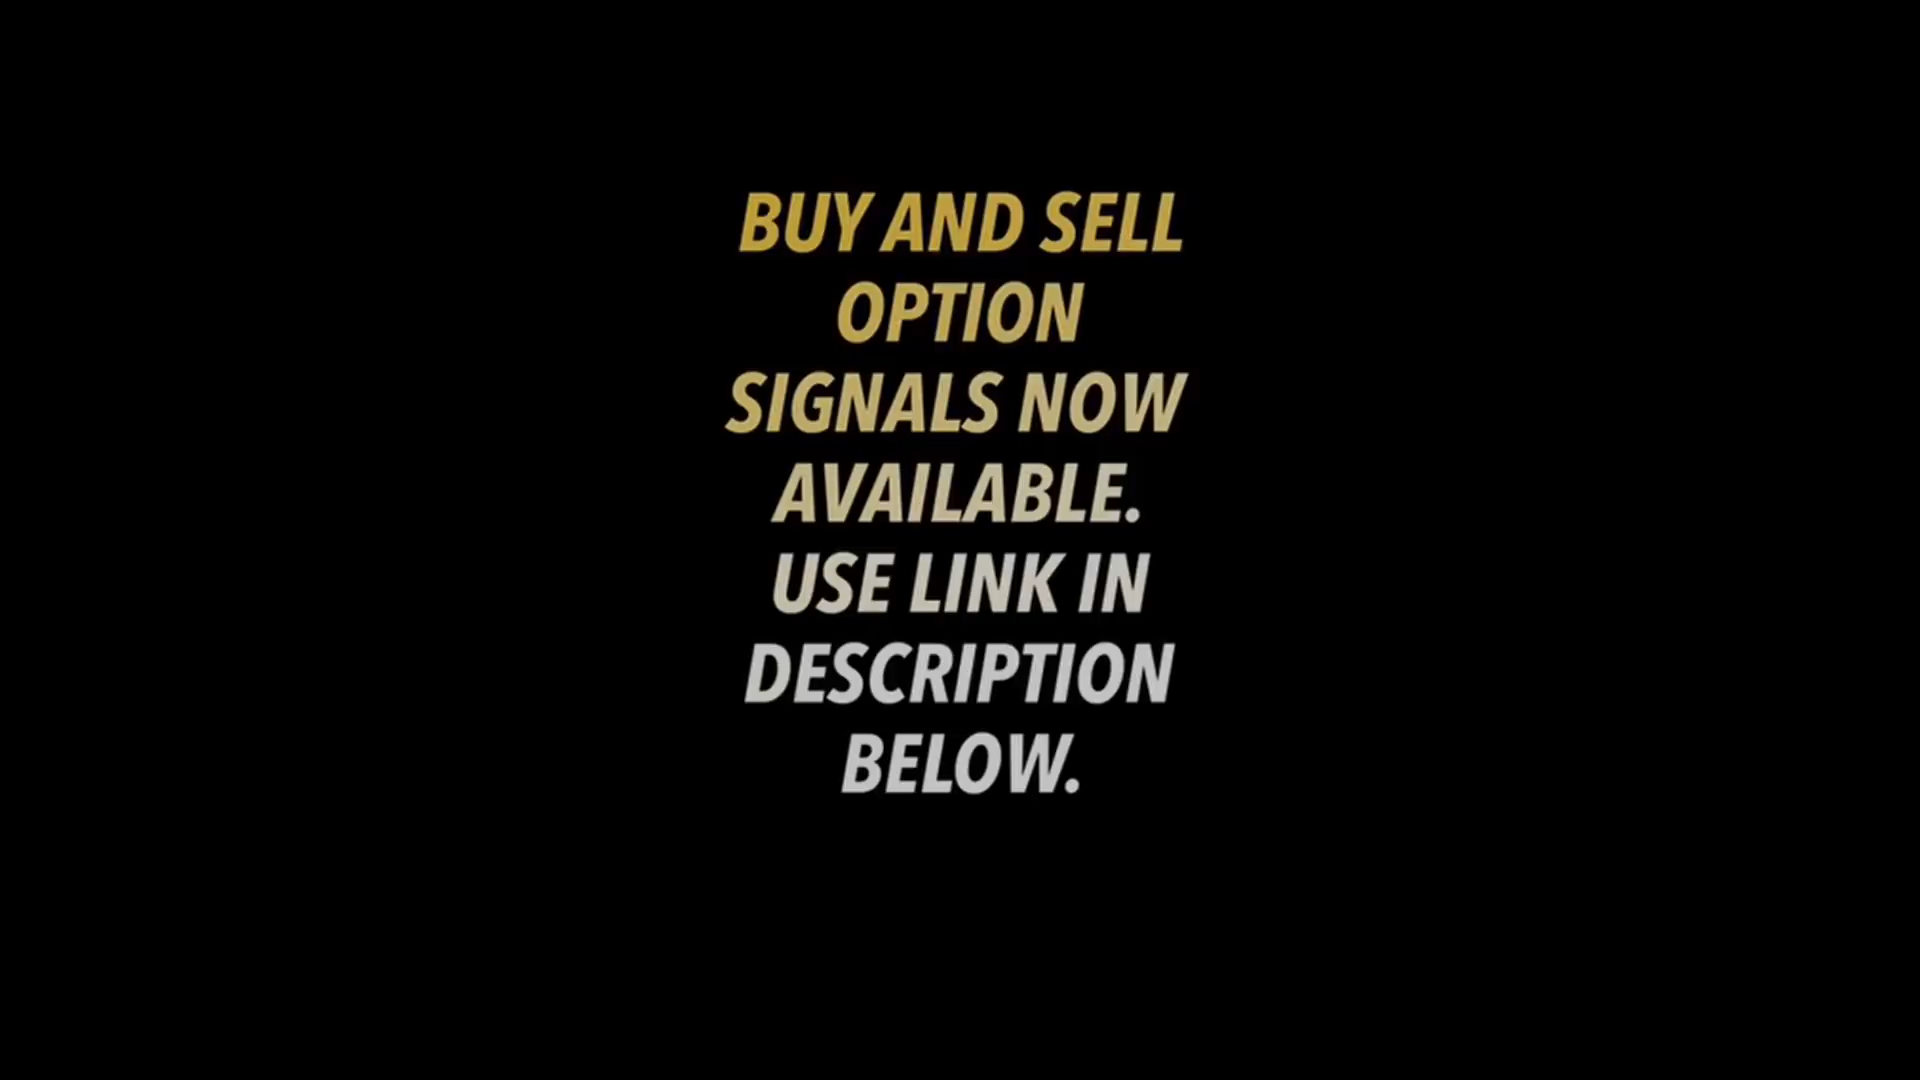 BUY AND SELL
OPTION
SIGNALS NOW
AVAILABLE.
USE LINK IN
DESCRIPTION
BELOW.